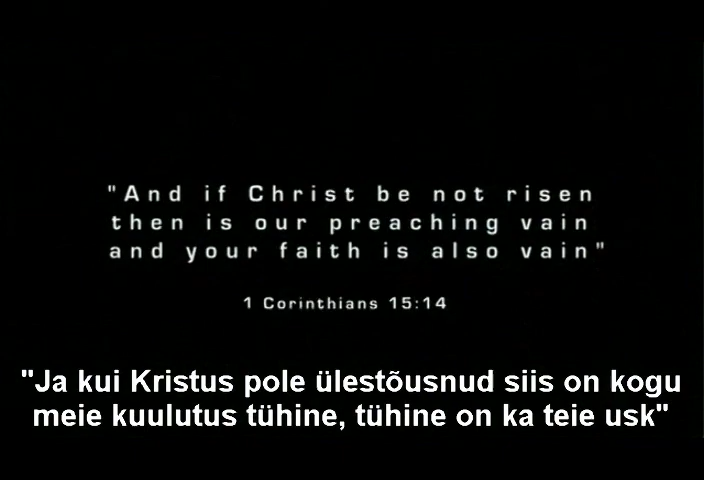 "And if Christ be not risen
then is our preaching vain
and your faith is also vain"
1 Corinthians 15:14
"Ja kui Kristus pole ülestõusnud siis on kogu
meie kuulutus tühine, tühine on ka teie usk"